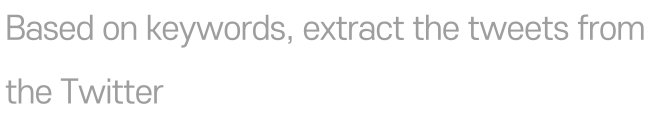 Based on keywords, extract the tweets from
the Twitter